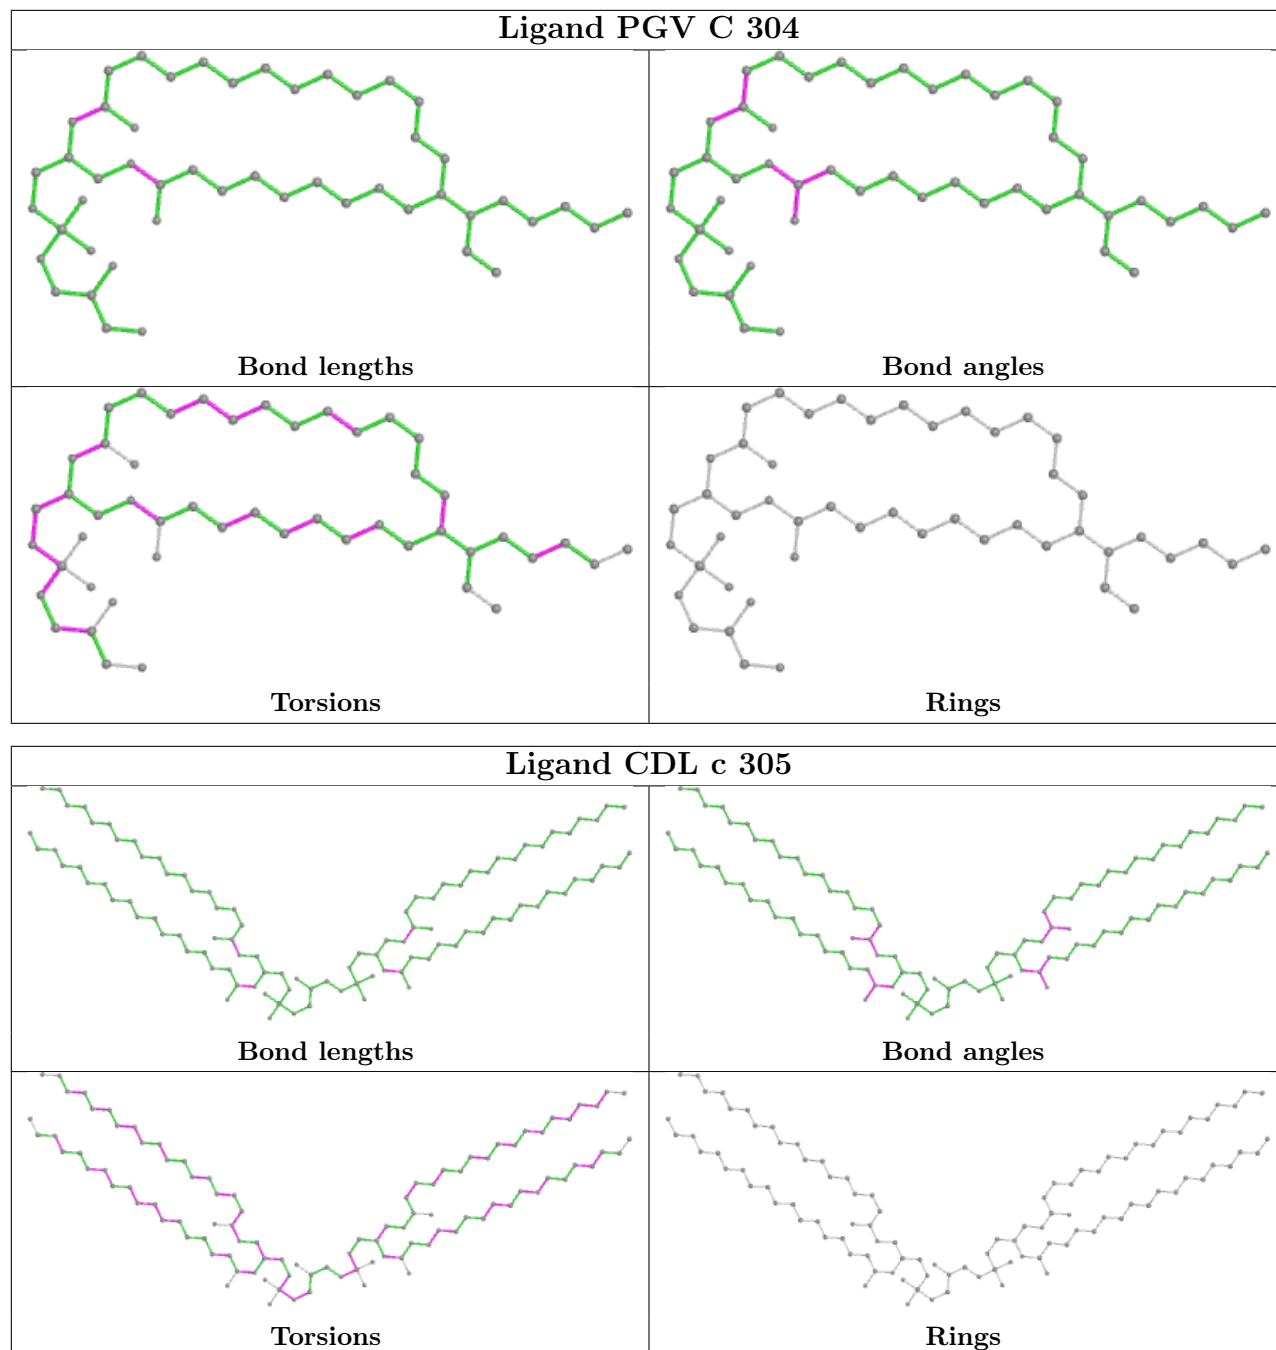 Ligand PGV C 304
Bond lengths
Bond angles
Torsions
Rings
Ligand CDL c 305
Bond lengths
Bond angles
Torsions
Rings